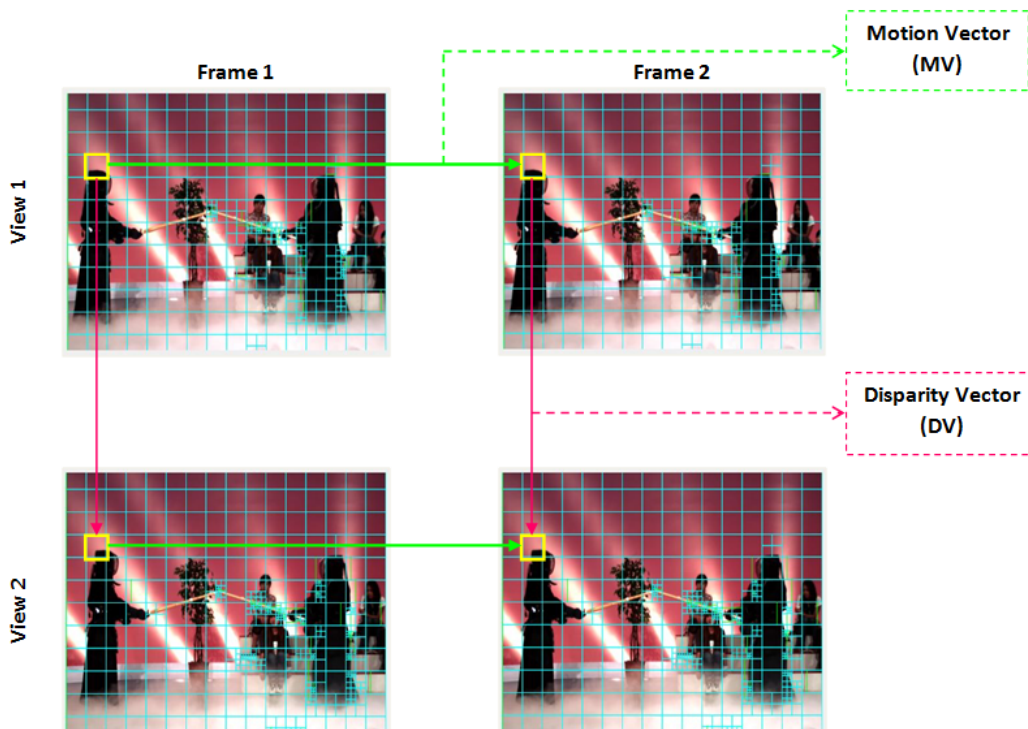 Motion Vector
(MV)
Frame 1
Frame 2
View 1
Disparity Vector
(DV)
View 2